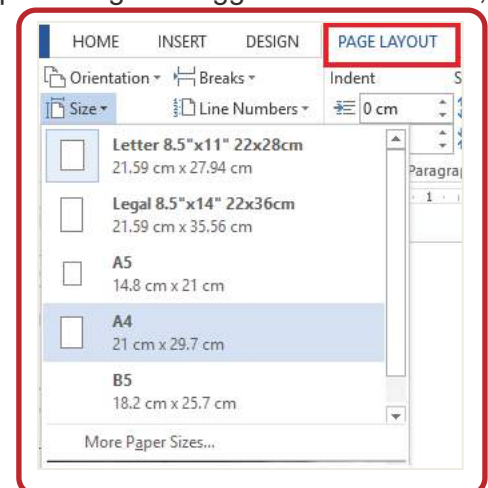 HOME INSERT DESIGN PAGE LAYOUT
Orientation Breaks Indent
Size Line Numbers 0 cm
Letter 8.5"x11" 22x28cm
21.59 cm x 27.94 cm
Legal 8.5"x14" 22x36cm
21.59 cm x 35.56 cm
1
A5
14.8 cm x 21 cm
A4
21 cm x 29.7 cm
B5
18.2 cm x 25.7 cm
More Paper Sizes...